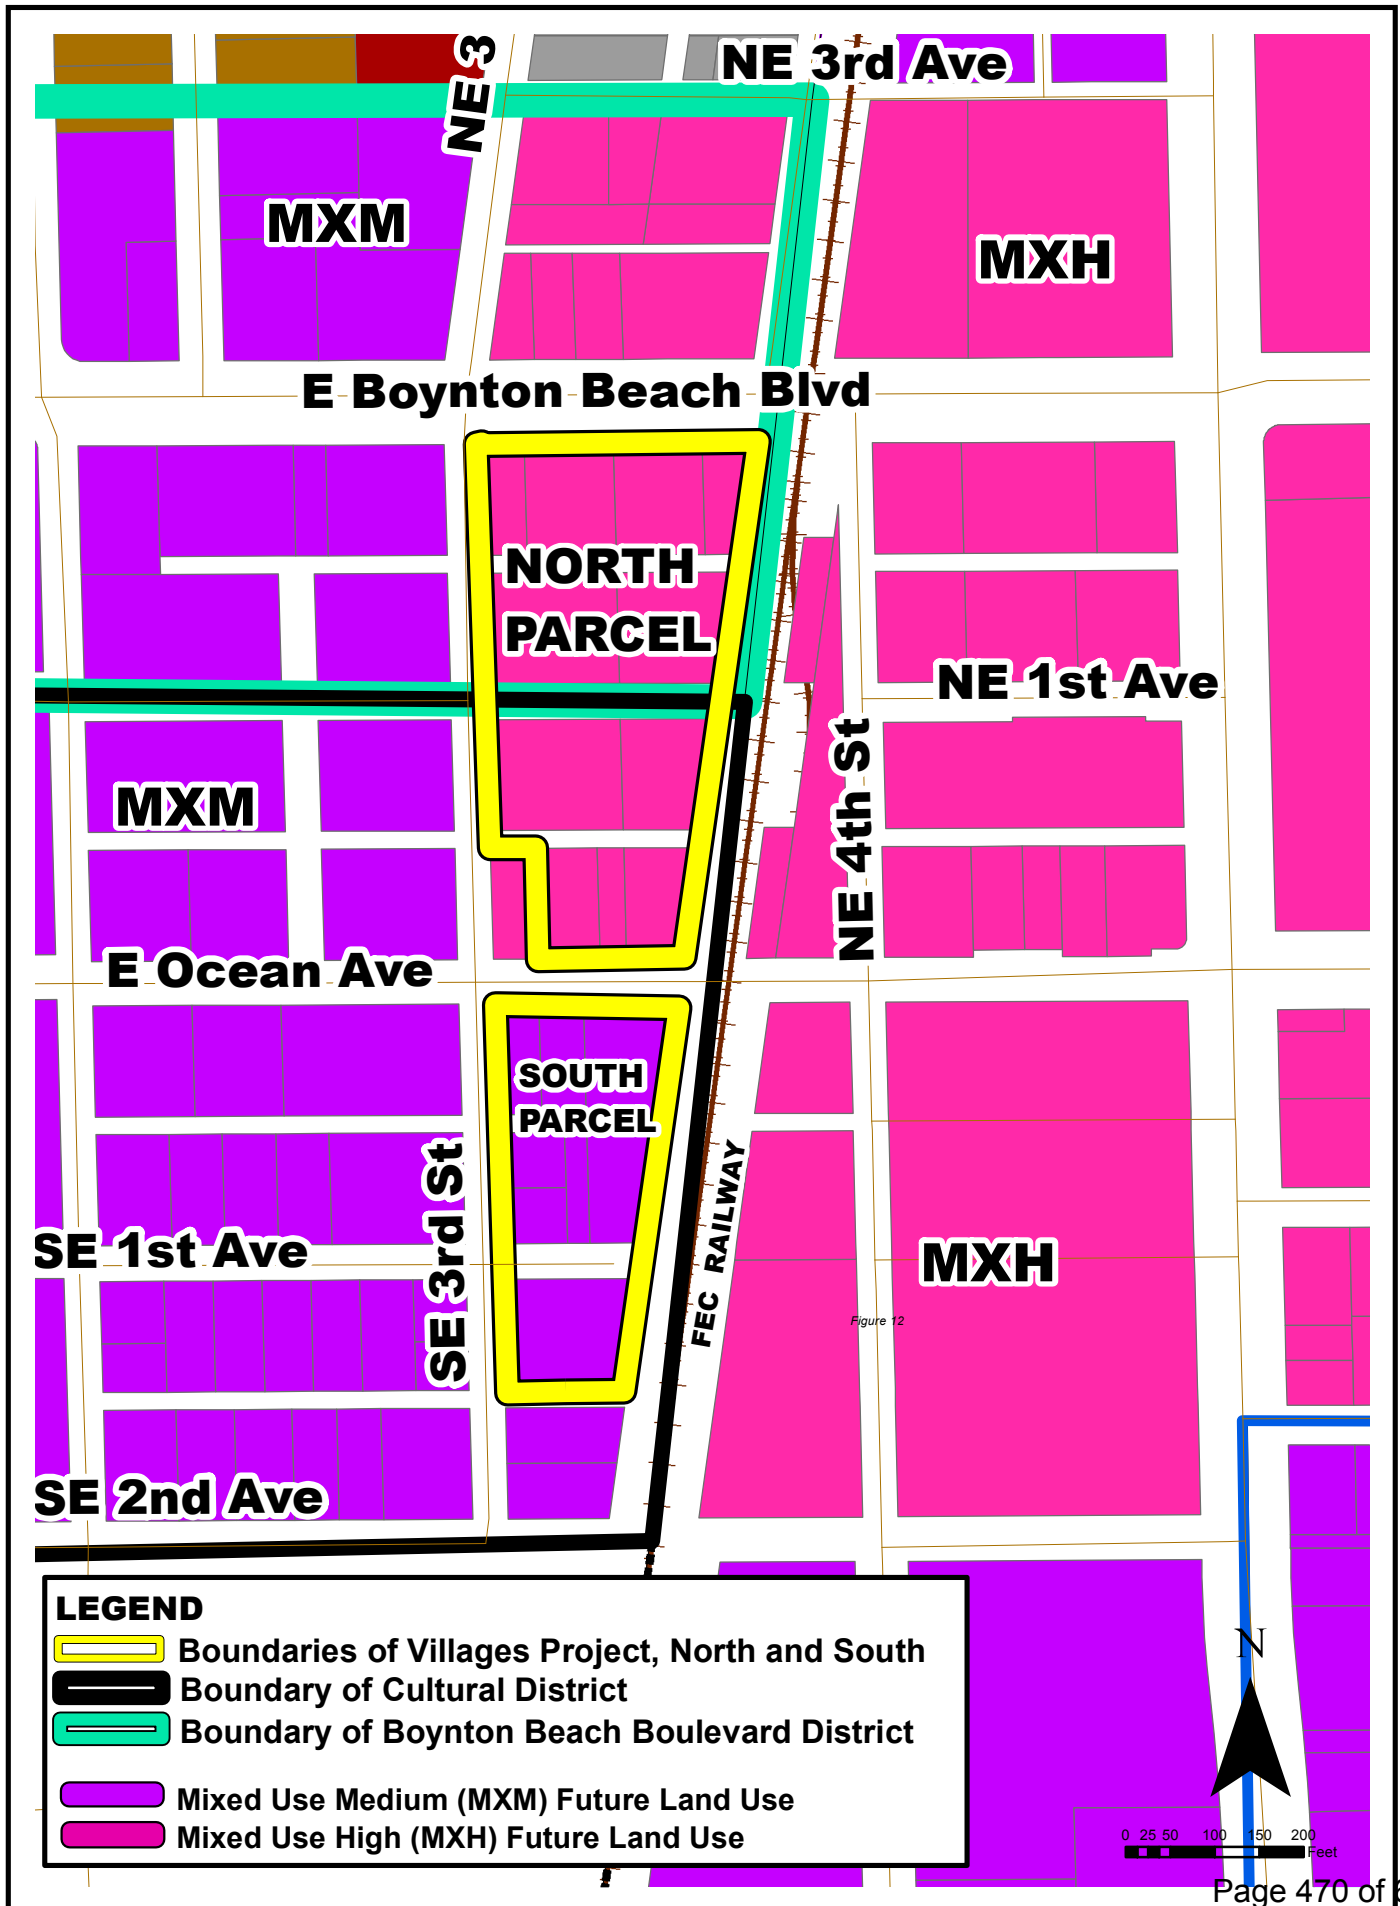 NE 3
NE 3rd Ave
MXM
MXH
E Boynton Beach Blvd
NORTH
PARCEL
NE 1st Ave
MXM
NE 4th St
E Ocean Ave
SOUTH
PARCEL
SE 3rd St
FEC RAILWAY
SE 1st Ave
MXH
Figure 12
SE 2nd Ave
LEGEND
Boundaries of Villages Project, North and South
Boundary of Cultural District
Boundary of Boynton Beach Boulevard District
Mixed Use Medium (MXM) Future Land Use
Mixed Use High (MXH) Future Land Use
N
0 25 50 100 150 200
Feet
Page 470 of